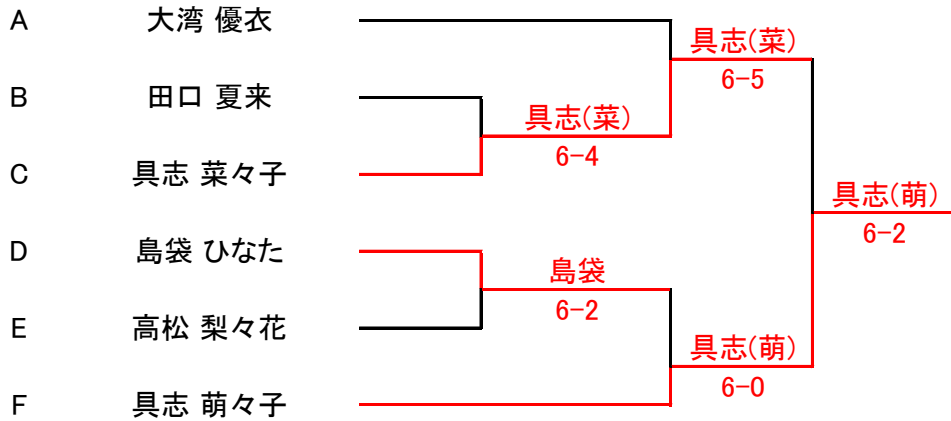 A 大湾 優衣
具志(菜)
6-5
B 田口 夏来
具志(菜)
6-4
C 具志 菜々子
具志(萌)
6-2
D 島袋 ひなた
島袋
6-2
E 高松 梨々花
具志(萌)
6-0
F 具志 萌々子